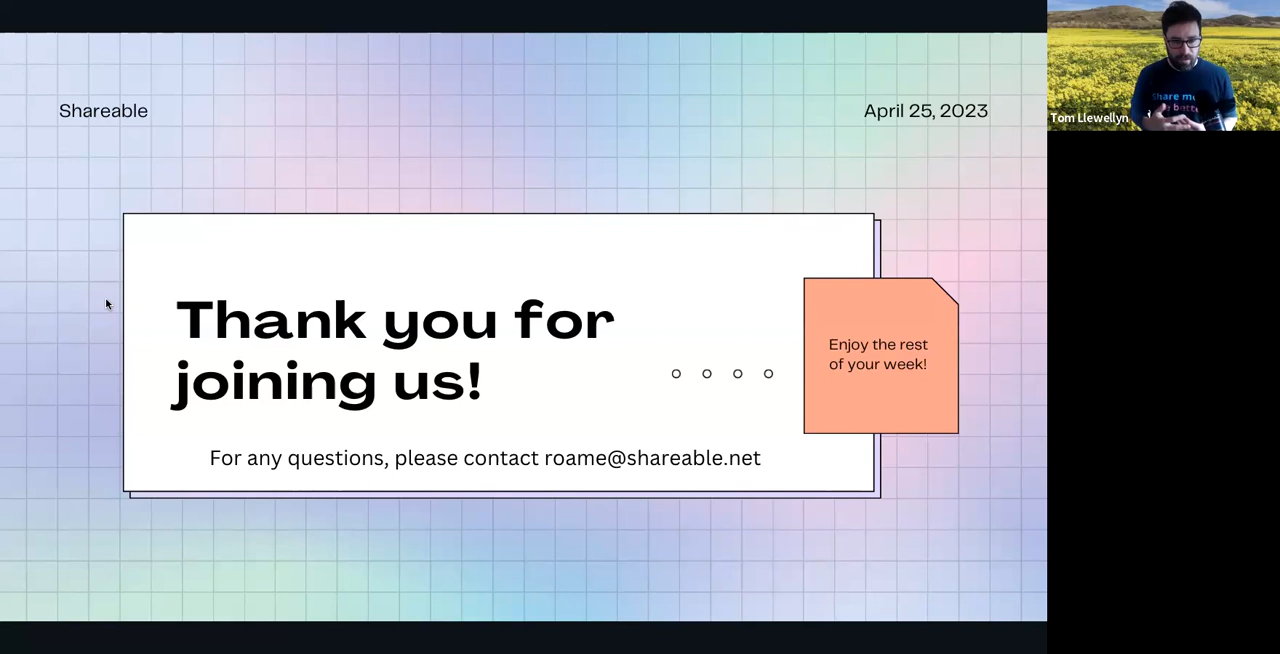 Shareable
April 25, 2023
Thank you for
joining us!
Enjoy the rest
of your week!
For any questions, please contact roame@shareable.net
Tom Llewellyn